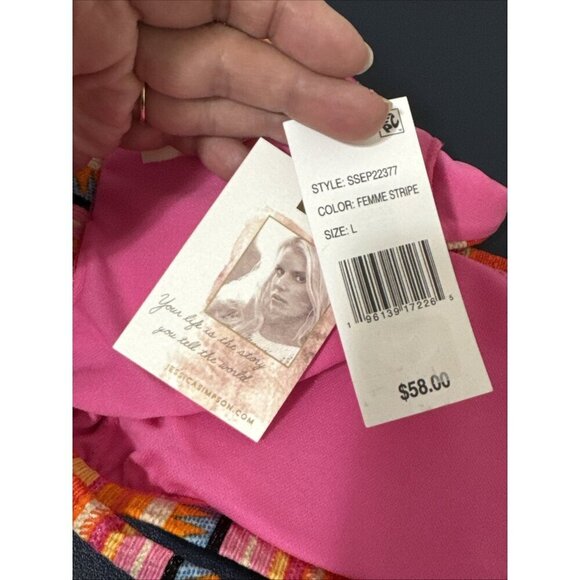 STYLE: SSEP22377
COLOR: FEMME STRIPE
SIZE: L
1 96139 17226 5
$58.00
Your life is the story
you tell the world
JESSICASIMPSON.COM